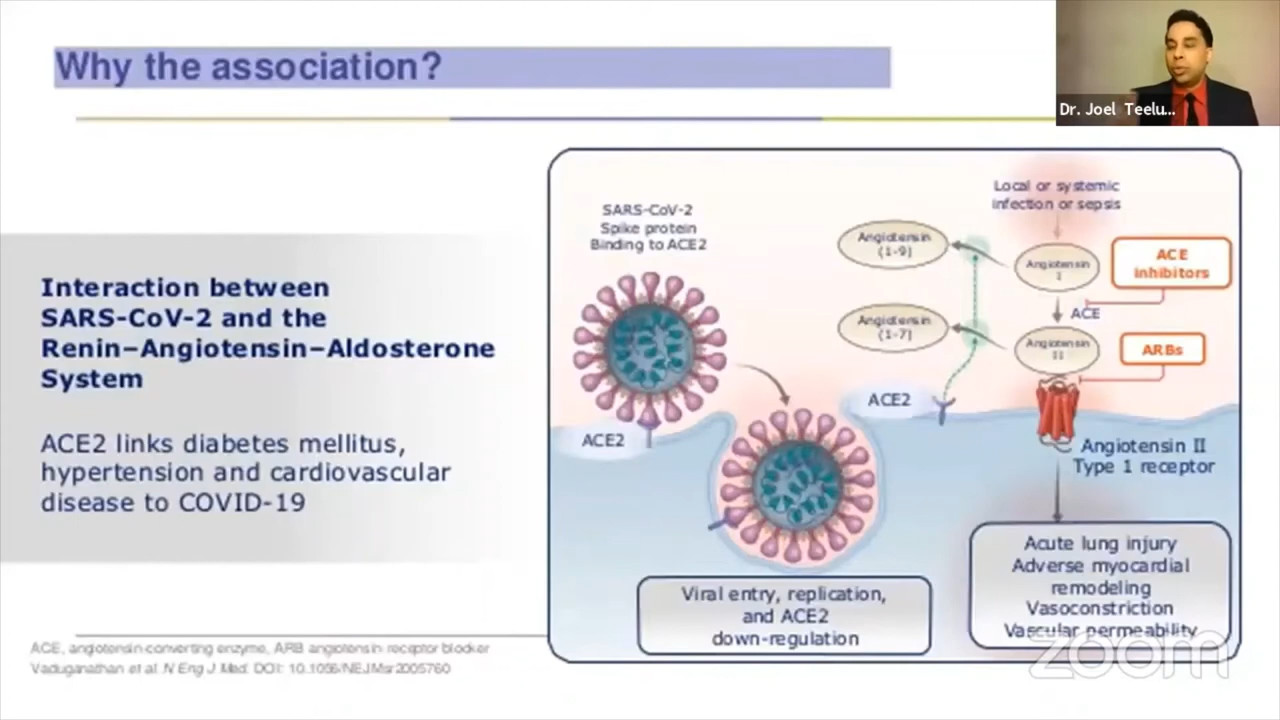 Why the association?
Dr. Joel Teelu...
Interaction between
SARS-CoV-2 and the
Renin–Angiotensin–Aldosterone
System
ACE2 links diabetes mellitus,
hypertension and cardiovascular
disease to COVID-19
SARS-CoV-2
Spike protein
Binding to ACE2
ACE2
Viral entry, replication,
and ACE2
down-regulation
Angiotensin
(1-9)
Angiotensin
(1-7)
ACE2
Local or systemic
infection or sepsis
Angiotensin
I
ACE
inhibitors
ACE
Angiotensin
II
ARBs
Angiotensin II
Type 1 receptor
Acute lung injury
Adverse myocardial
remodeling
Vasoconstriction
Vascular permeability
ACE, angiotensin-converting enzyme, ARB angiotensin receptor blocker
Vaduganathan et al. N Eng J Med. DOI: 10.1056/NEJMsr2005760
zoom